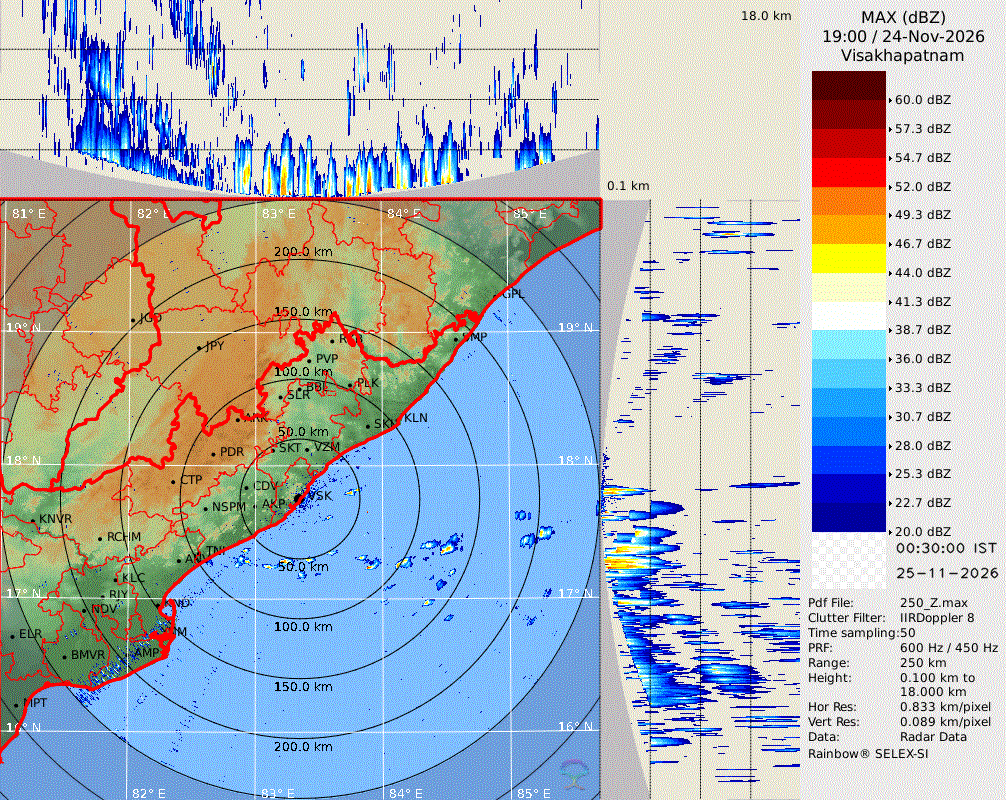 18.0 km
MAX (dBZ)
19:00 / 24-Nov-2026
Visakhapatnam
60.0 dBZ
57.3 dBZ
54.7 dBZ
52.0 dBZ
49.3 dBZ
46.7 dBZ
44.0 dBZ
41.3 dBZ
38.7 dBZ
36.0 dBZ
33.3 dBZ
30.7 dBZ
28.0 dBZ
25.3 dBZ
22.7 dBZ
20.0 dBZ
00:30:00 IST
25-11-2026
Pdf File: 250_Z.max
Clutter Filter: IIRDoppler 8
Time sampling:50
PRF: 600 Hz / 450 Hz
Range: 250 km
Height: 0.100 km to
18.000 km
Hor Res: 0.833 km/pixel
Vert Res: 0.089 km/pixel
Data: Radar Data
Rainbow® SELEX-SI
0.1 km
81° E 82° E 83° E 84° E 85° E
200.0 km
GPL
150.0 km
JGD
19° N 19° N
JPY
PVP
100.0 km
BBL PLK
SLR
KLN
50.0 km
SKT VZM
PDR
18° N 18° N
CTP
CDV
VSK
NSPM AKP
KNVR
RCHM
TNI
50.0 km
KLC
RJY
17° N 17° N
NDV
100.0 km
ELR
BMVR AMP
150.0 km
MPT
16° N 16° N
200.0 km
82° E 83° E 84° E 85° E